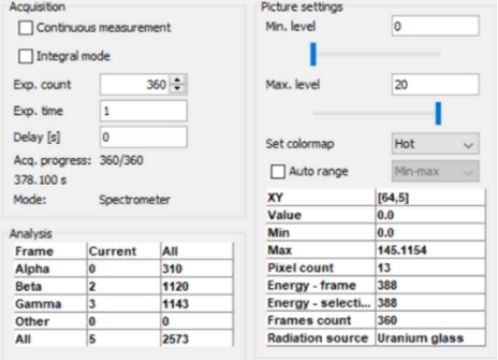 Acquisition
Continuous measurement
Integral mode
Exp. count 360
Exp. time 1
Delay [s] 0
Acq. progress: 360/360
378.100 s
Mode: Spectrometer
Analysis
Frame Current All
Alpha 0 310
Beta 2 1120
Gamma 3 1143
Other 0 0
All 5 2573
Picture settings
Min. level 0
Max. level 20
Set colormap Hot
Auto range Min-max
XY [64,5]
Value 0.0
Min 0.0
Max 145.1154
Pixel count 13
Energy - frame 388
Energy - selecti... 388
Frames count 360
Radiation source Uranium glass